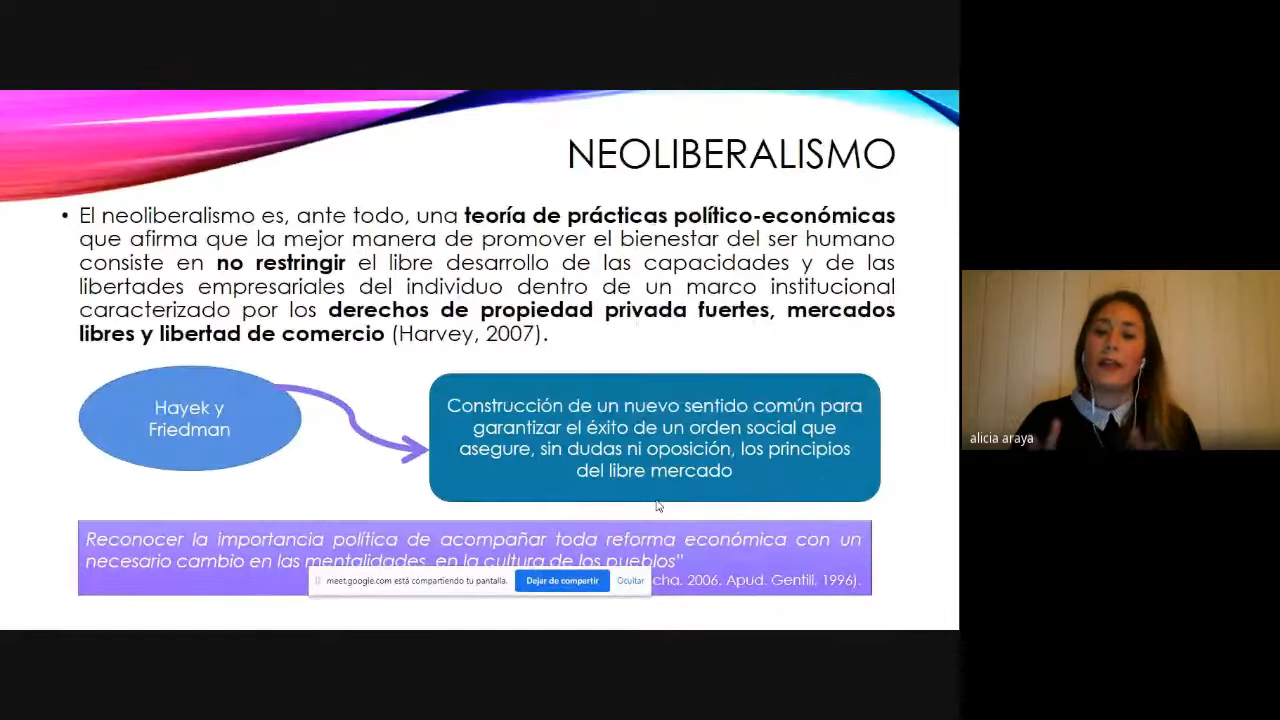 NEOLIBERALISMO
• El neoliberalismo es, ante todo, una teoría de prácticas político-económicas
que afirma que la mejor manera de promover el bienestar del ser humano
consiste en no restringir el libre desarrollo de las capacidades y de las
libertades empresariales del individuo dentro de un marco institucional
caracterizado por los derechos de propiedad privada fuertes, mercados
libres y libertad de comercio (Harvey, 2007).
Hayek y
Friedman
Construcción de un nuevo sentido común para
garantizar el éxito de un orden social que
asegure, sin dudas ni oposición, los principios
del libre mercado
Reconocer la importancia política de acompañar toda reforma económica con un
necesario cambio en las mentalidades, en la cultura de los pueblos"
cha. 2006. Apud. Gentili. 1996).
meet.google.com está compartiendo tu pantalla.
Dejar de compartir
Ocultar
alicia araya